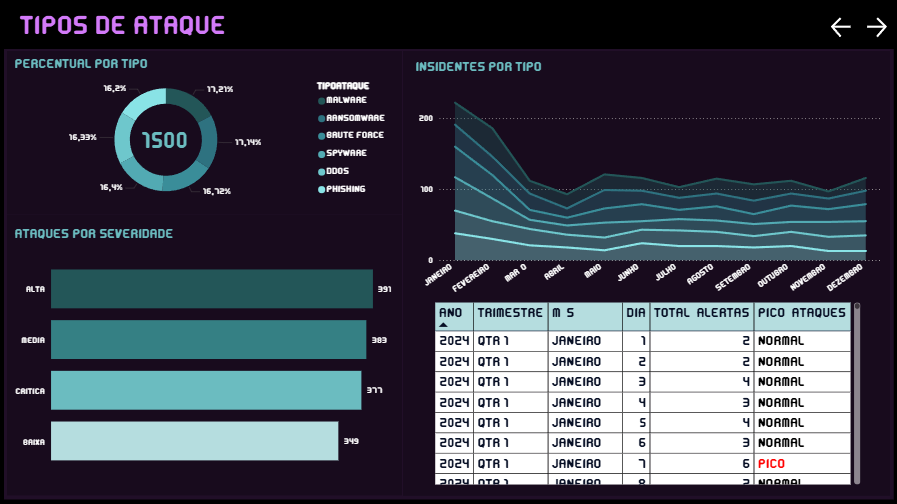 TIPOS DE ATAQUE
PERCENTUAL POR TIPO
16,2%
17,21%
16,33%
1500
17,14%
16,4%
16,72%
TIPOATAQUE
MALWARE
RANSOMWARE
BRUTE FORCE
SPYWARE
DDOS
PHISHING
ATAQUES POR SEVERIDADE
ALTA 391
MEDIA 383
CRITICA 377
BAIXA 349
INSIDENTES POR TIPO
200
100
0
JANEIRO FEVEREIRO MAR O ABRIL MAIO JUNHO JULHO AGOSTO SETEMBRO OUTUBRO NOVEMBRO DEZEMBRO
ANO TRIMESTRE M S DIA TOTAL ALERTAS PICO ATAQUES
2024 QTR 1 JANEIRO 1 2 NORMAL
2024 QTR 1 JANEIRO 2 2 NORMAL
2024 QTR 1 JANEIRO 3 4 NORMAL
2024 QTR 1 JANEIRO 4 3 NORMAL
2024 QTR 1 JANEIRO 5 4 NORMAL
2024 QTR 1 JANEIRO 6 3 NORMAL
2024 QTR 1 JANEIRO 7 6 PICO
2024 QTR 1 JANEIRO 8 2 NORMAL